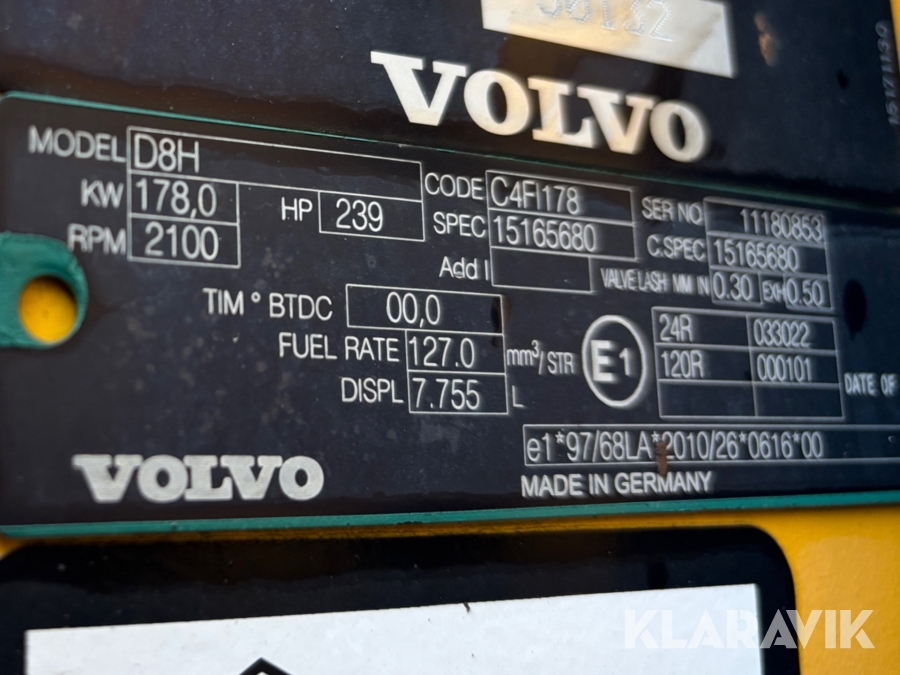 VOLVO
15171130
MODEL D8H
KW 178,0 HP 239
RPM 2100
CODE C4FI178
SPEC 15165680
Add I
SER NO 11180853
C.SPEC 15165680
VALVE LASH MM IN 0.30 EXH 0.50
TIM ° BTDC 00,0
FUEL RATE 127.0 mm³/STR
DISPL 7.755 L
E1
24R 033022
120R 000101
DATE OF
e1*97/68LA*2010/26*0616*00
VOLVO
MADE IN GERMANY
KLARAVIK